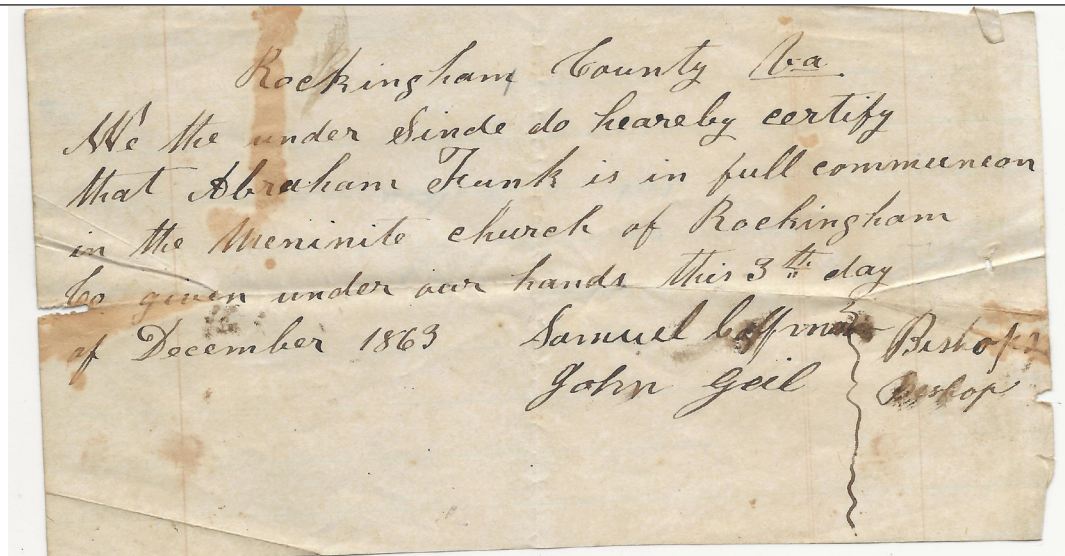 Rockingham County Va
We the under Sinde do heareby certify
that Abraham Funk is in full communeon
in the Meninite church of Rockingham
Co given under our hands this 3th day
of December 1863 Samuel Coffman Bishop
John Geil Bishop